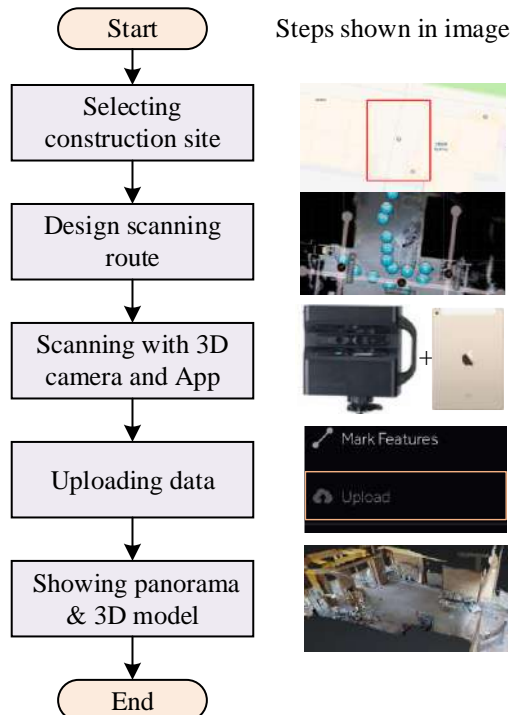 Start
Steps shown in image
Selecting
construction site
Design scanning
route
Scanning with 3D
camera and App
+
Uploading data
Mark Features
Upload
Showing panorama
& 3D model
End